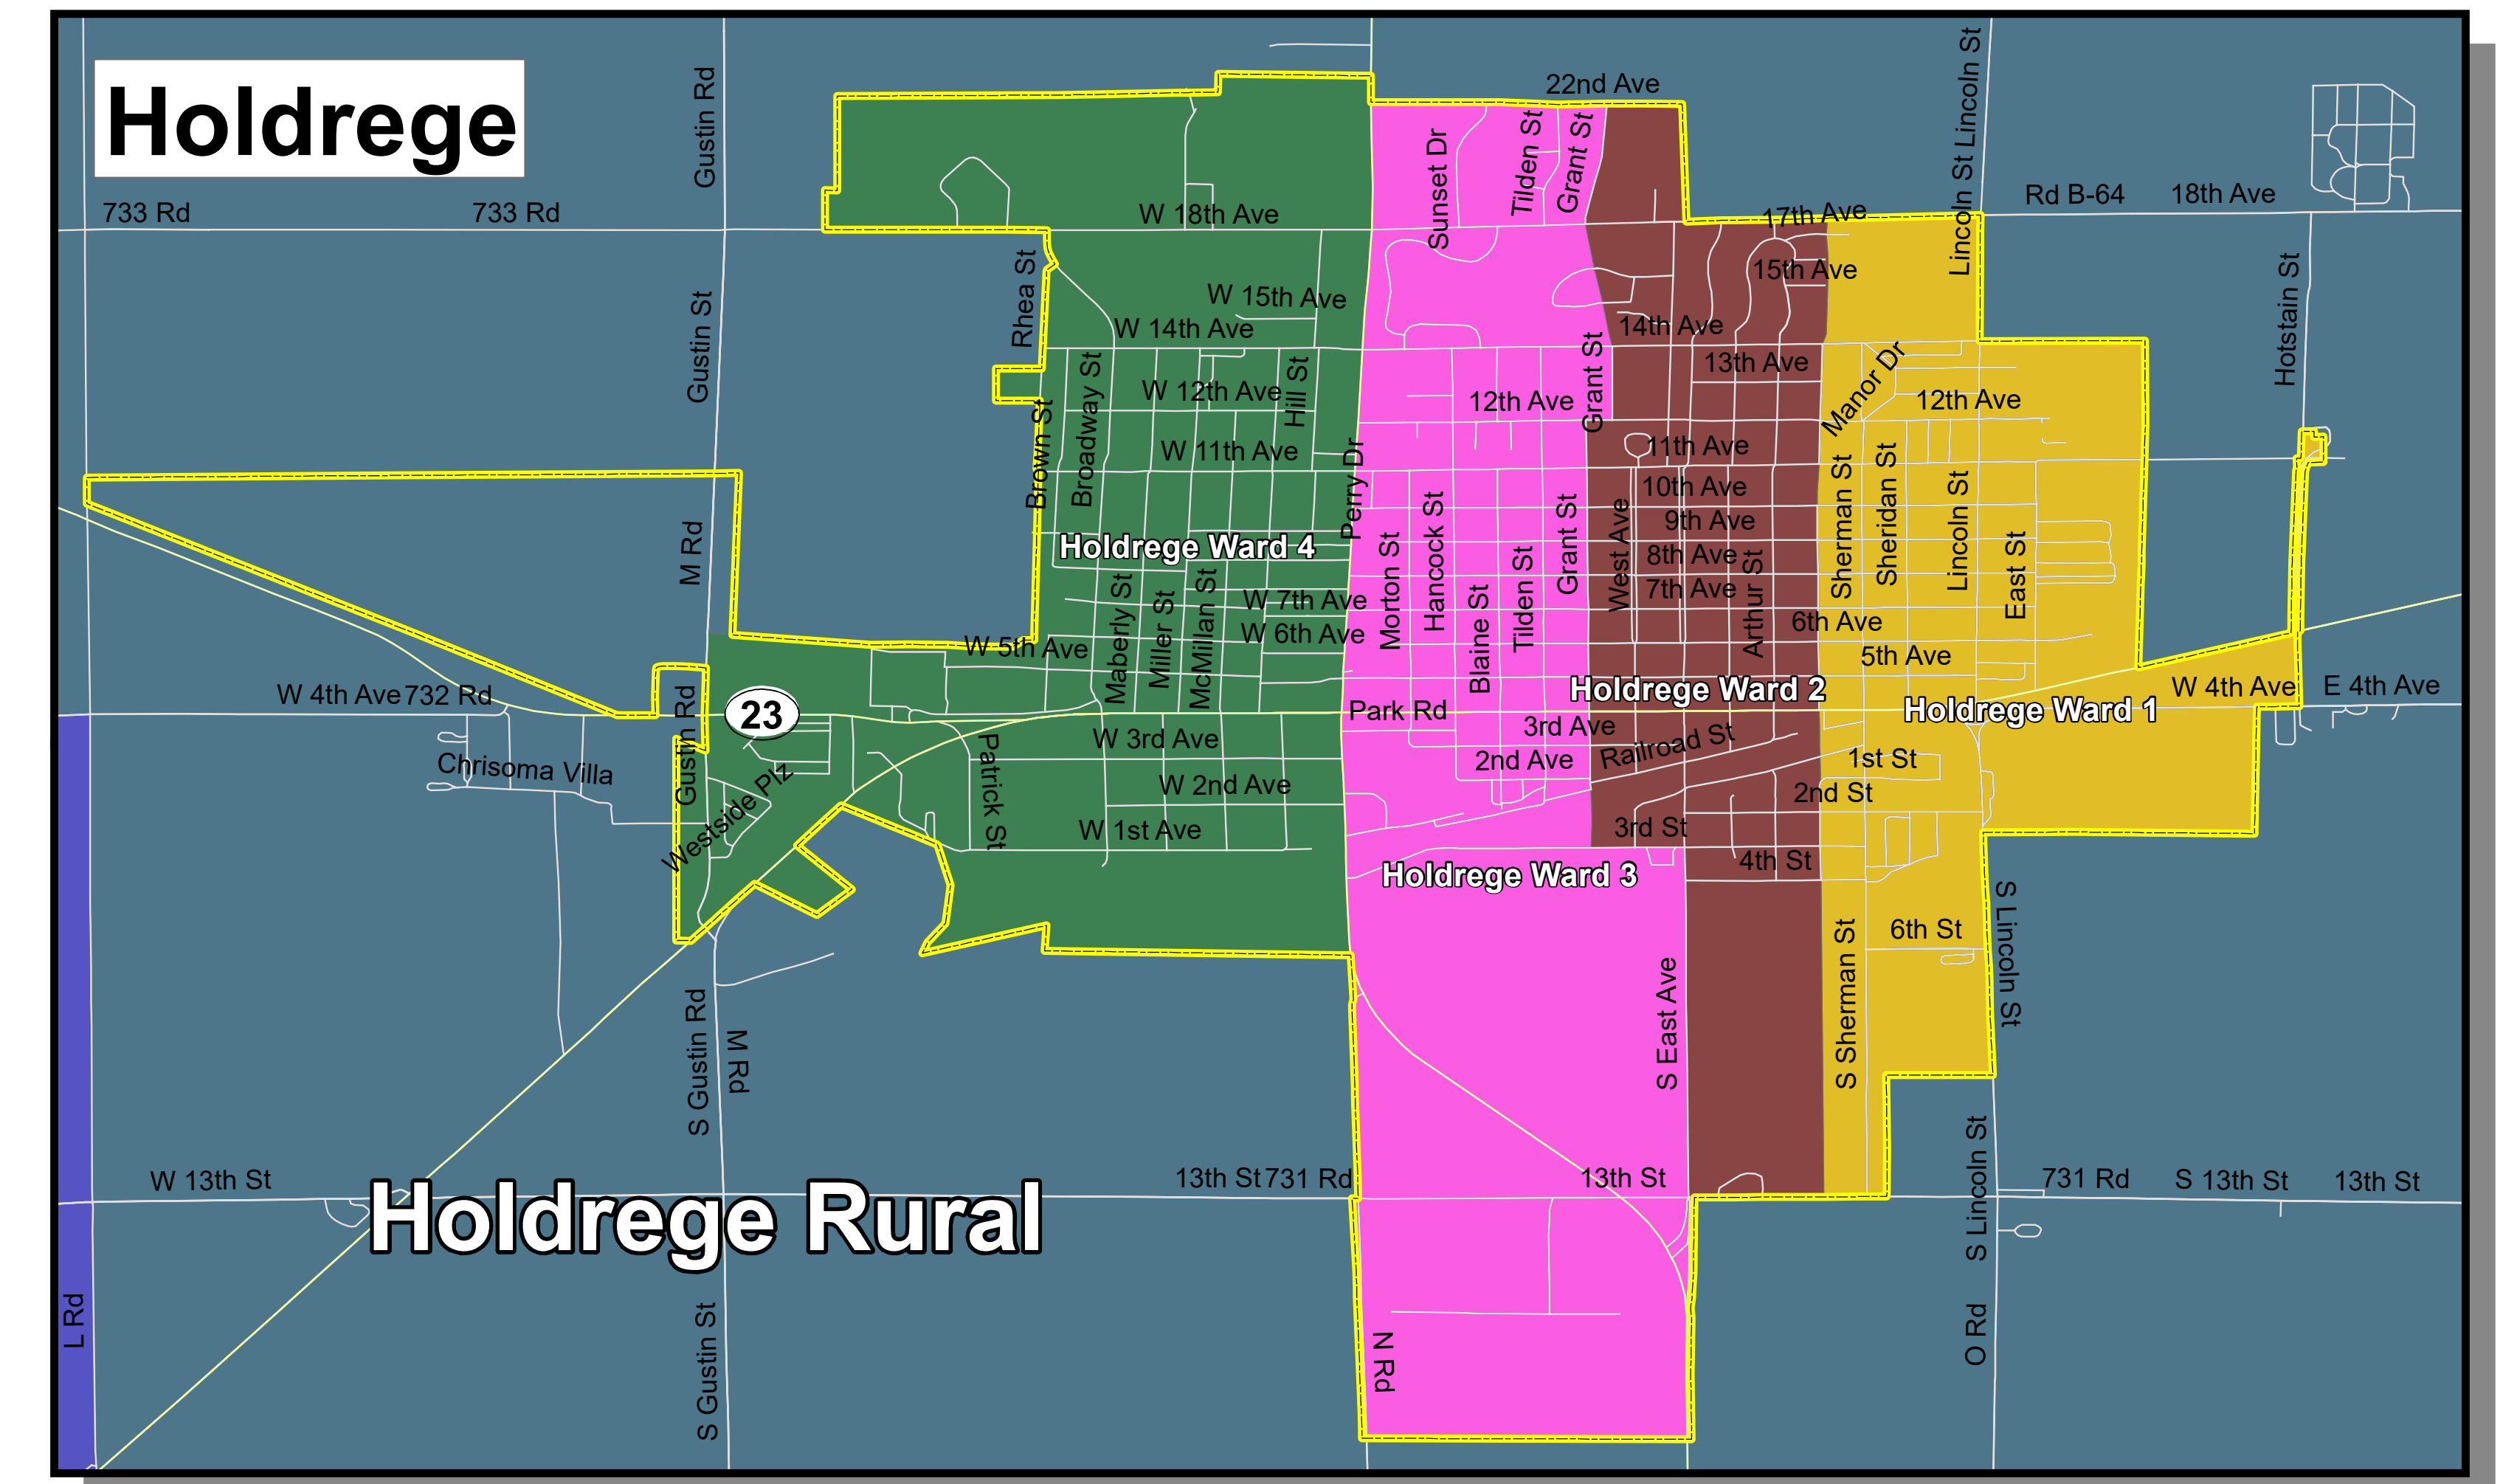 Holdrege
22nd Ave
Gustin Rd
Lincoln St
Lincoln St
Sunset Dr
Tilden St
Grant St
733 Rd
733 Rd
W 18th Ave
17th Ave
Rd B-64
18th Ave
Rhea St
Gustin St
W 15th Ave
15th Ave
Hotstain St
W 14th Ave
14th Ave
13th Ave
Manor Dr
Grant St
Broadway St
W 12th Ave
Hill St
12th Ave
12th Ave
Brown St
W 11th Ave
11th Ave
Perry Dr
10th Ave
9th Ave
8th Ave
7th Ave
M Rd
Holdrege Ward 4
Morton St
Hancock St
Blaine St
Tilden St
Grant St
West Ave
Arthur St
Sherman St
Sheridan St
Lincoln St
East St
W 7th Ave
W 6th Ave
6th Ave
W 5th Ave
5th Ave
Maberly St
Miller St
McMillan St
W 4th Ave
732 Rd
Gustin Rd
23
Holdrege Ward 2
Holdrege Ward 1
W 4th Ave
E 4th Ave
Park Rd
3rd Ave
W 3rd Ave
Railroad St
2nd Ave
1st St
Chrisoma Villa
Gustin Rd
Westside Plz
Patrick St
W 2nd Ave
2nd St
W 1st Ave
3rd St
4th St
Holdrege Ward 3
6th St
S Lincoln St
S East Ave
S Sherman St
S Gustin Rd
M Rd
W 13th St
13th St
731 Rd
13th St
S Lincoln St
731 Rd
S 13th St
13th St
Holdrege Rural
L Rd
S Gustin St
N Rd
O Rd